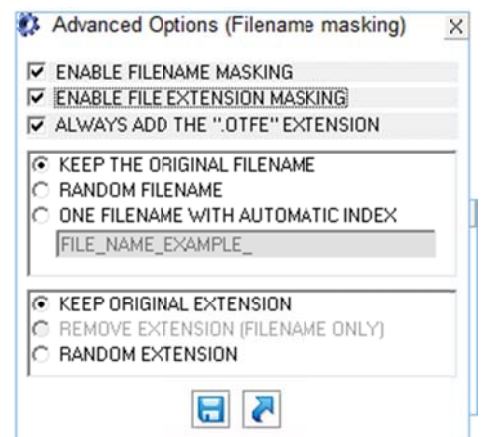 Advanced Options (Filename masking)
ENABLE FILENAME MASKING
ENABLE FILE EXTENSION MASKING
ALWAYS ADD THE ".OTFE" EXTENSION
KEEP THE ORIGINAL FILENAME
RANDOM FILENAME
ONE FILENAME WITH AUTOMATIC INDEX
FILE_NAME_EXAMPLE_
KEEP ORIGINAL EXTENSION
REMOVE EXTENSION (FILENAME ONLY)
RANDOM EXTENSION